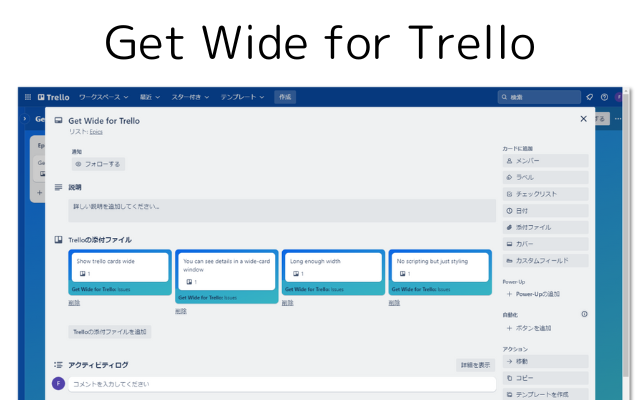 Get Wide for Trello
Trello ワークスペース 最近 スター付き テンプレート 作成 検索
Ge
Get Wide for Trello
リスト: Epics
通知
フォローする
説明
詳しい説明を追加してください...
Trelloの添付ファイル
Show trello cards wide
1
Get Wide for Trello: Issues
削除
You can see details in a wide-card
window
1
Get Wide for Trello: Issues
削除
Long enough width
1
Get Wide for Trello: Issues
削除
No scripting but just styling
1
Get Wide for Trello: Issues
削除
Trelloの添付ファイルを追加
アクティビティログ
詳細を表示
F
コメントを入力してください
カードに追加
メンバー
ラベル
チェックリスト
日付
添付ファイル
カバー
カスタムフィールド
Power-Up
+ Power-Upの追加
自動化
+ ボタンを追加
アクション
移動
コピー
テンプレートを作成